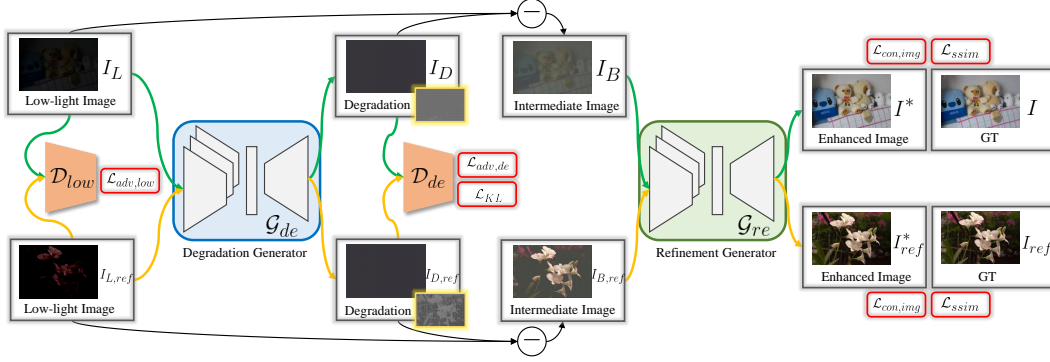 −
I_L
Low-light Image
D_low
L_adv,low
I_L,ref
Low-light Image
G_de
Degradation Generator
I_D
Degradation
D_de
L_adv,de
L_KL
I_D,ref
Degradation
I_B
Intermediate Image
I_B,ref
Intermediate Image
−
G_re
Refinement Generator
L_con,img
L_ssim
I*
Enhanced Image
I
GT
I*_ref
Enhanced Image
I_ref
GT
L_con,img
L_ssim